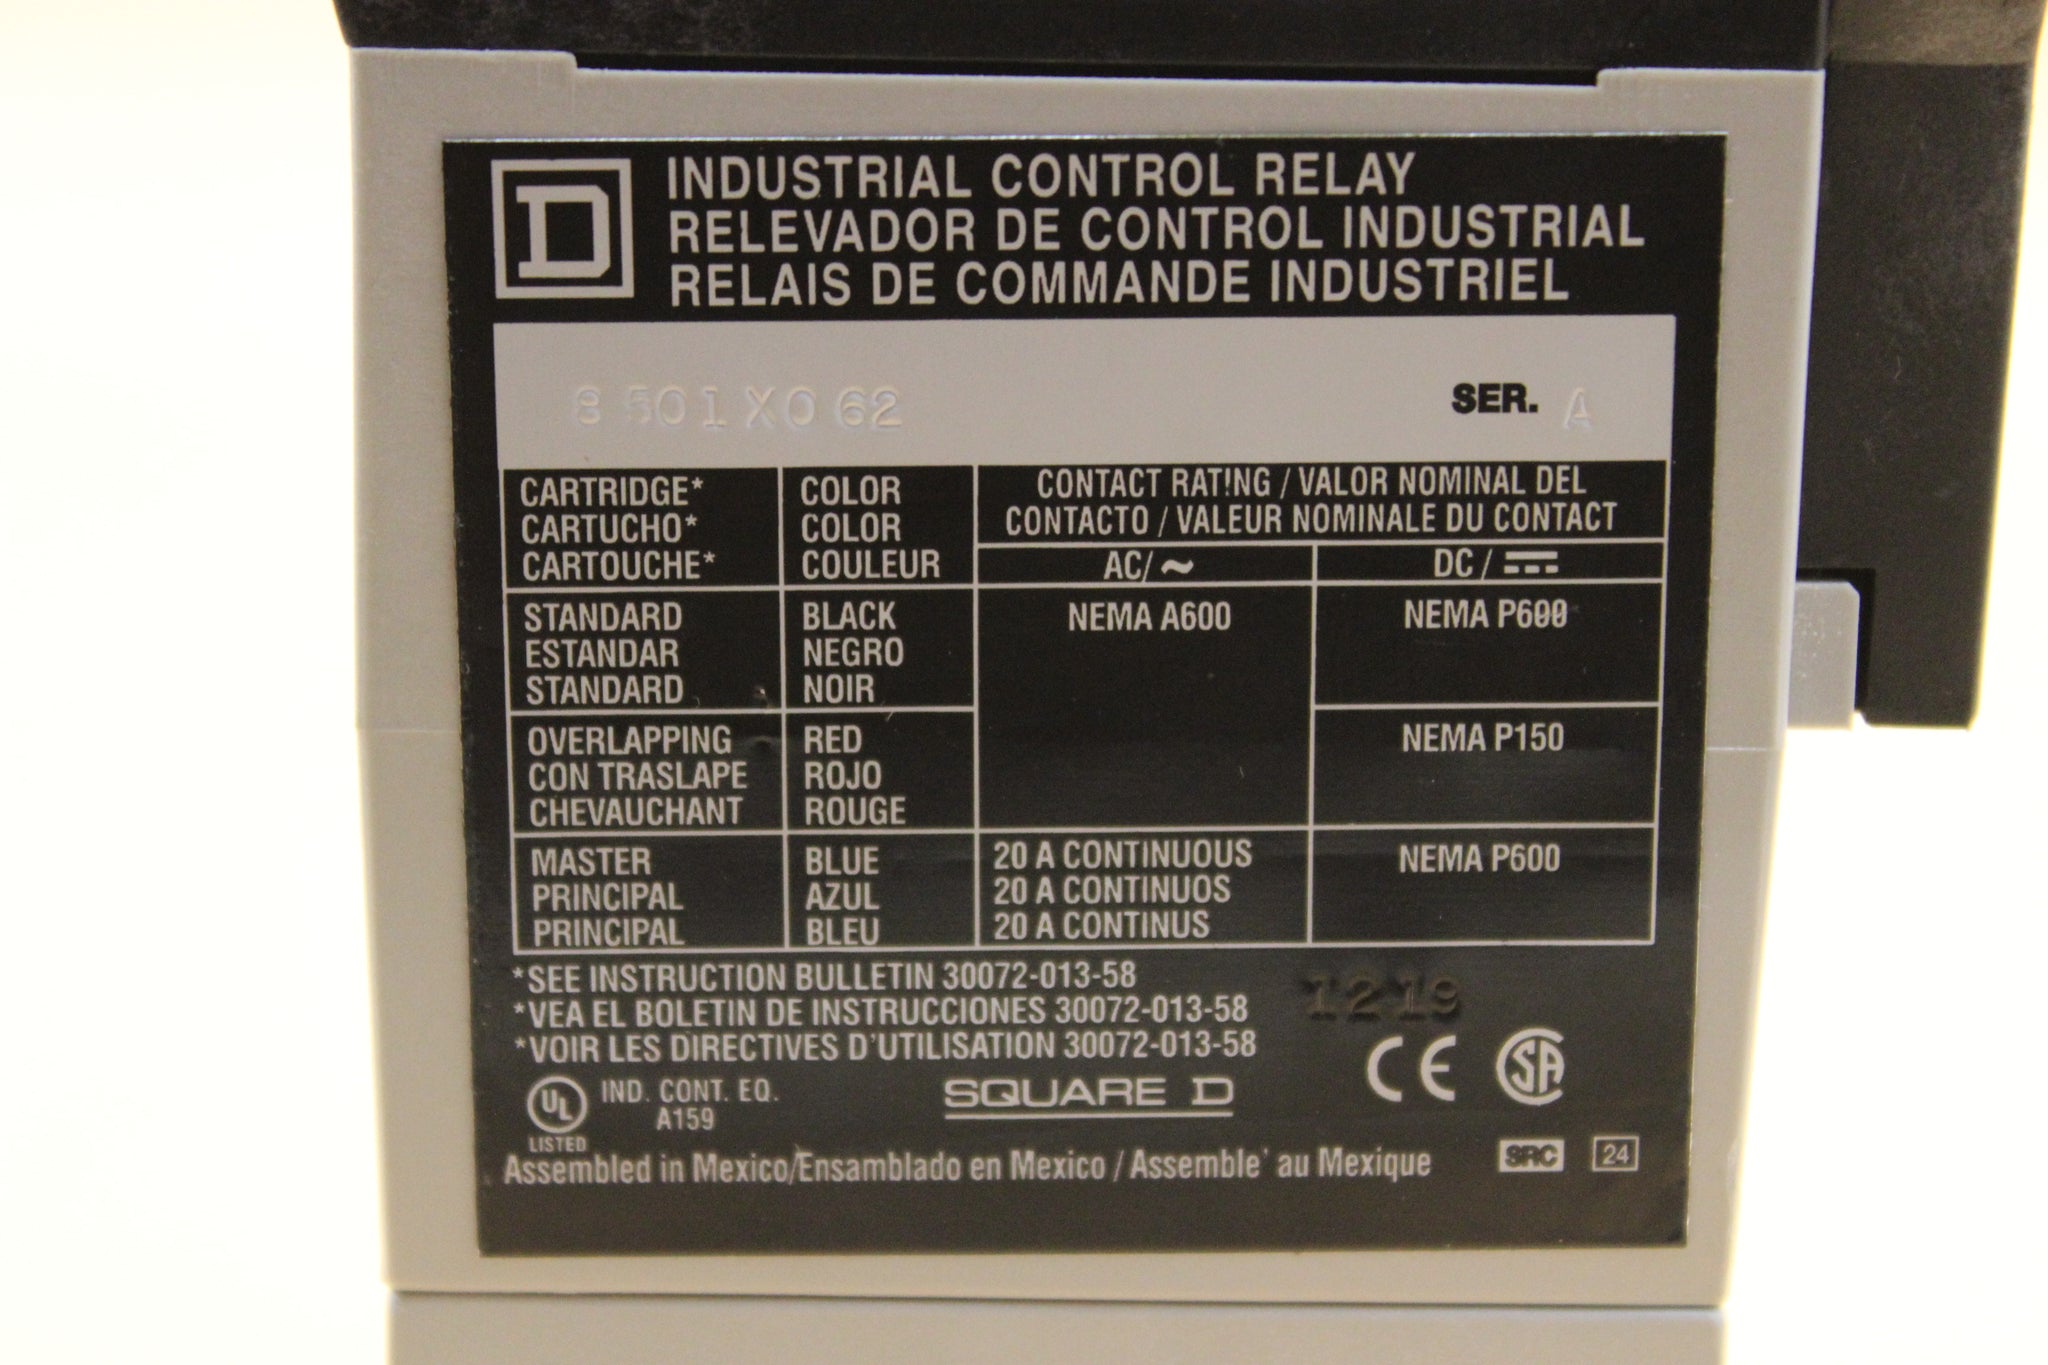 D INDUSTRIAL CONTROL RELAY
RELEVADOR DE CONTROL INDUSTRIAL
RELAIS DE COMMANDE INDUSTRIEL
8501XO62 SER. A
CARTRIDGE* COLOR CONTACT RATING / VALOR NOMINAL DEL
CARTUCHO* COLOR CONTACTO / VALEUR NOMINALE DU CONTACT
CARTOUCHE* COULEUR AC/ ~ DC / ⎓
STANDARD BLACK NEMA A600 NEMA P600
ESTANDAR NEGRO
STANDARD NOIR
OVERLAPPING RED NEMA P150
CON TRASLAPE ROJO
CHEVAUCHANT ROUGE
MASTER BLUE 20 A CONTINUOUS NEMA P600
PRINCIPAL AZUL 20 A CONTINUOS
PRINCIPAL BLEU 20 A CONTINUS
*SEE INSTRUCTION BULLETIN 30072-013-58
*VEA EL BOLETIN DE INSTRUCCIONES 30072-013-58
*VOIR LES DIRECTIVES D'UTILISATION 30072-013-58
1219
UL LISTED IND. CONT. EQ. A159
SQUARE D
CE SA
Assembled in Mexico/Ensamblado en Mexico / Assemble' au Mexique
SRC 24